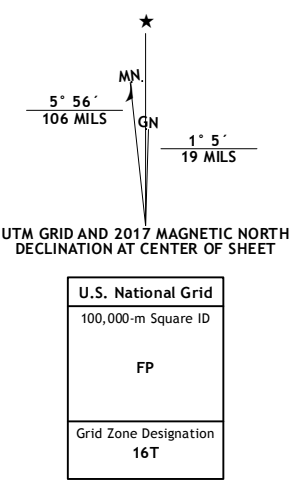 ★
MN.
GN
5° 56´
106 MILS
1° 5´
19 MILS
UTM GRID AND 2017 MAGNETIC NORTH
DECLINATION AT CENTER OF SHEET
U.S. National Grid
100,000-m Square ID
FP
Grid Zone Designation
16T